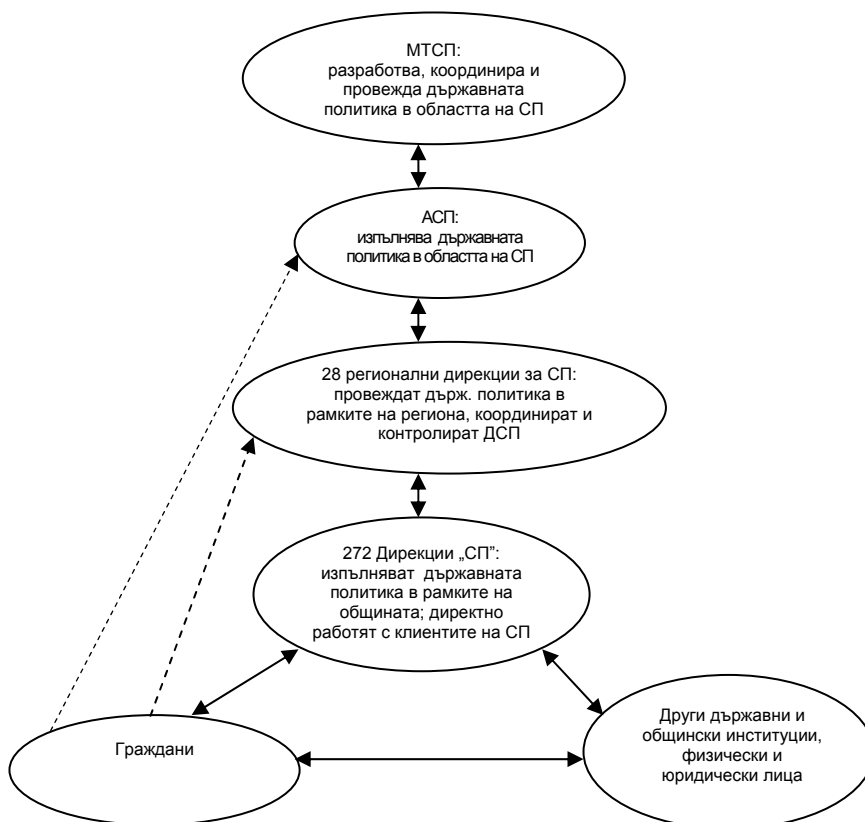 МТСП:
разработва, координира и
провежда държавната
политика в областта на СП
АСП:
изпълнява държавната
политика в областта на СП
28 регионални дирекции за СП:
провеждат държ. политика в
рамките на региона, координират и
контролират ДСП
272 Дирекции „СП”:
изпълняват държавната
политика в рамките на
общината; директно
работят с клиентите на СП
Граждани
Други държавни и
общински институции,
физически и
юридически лица